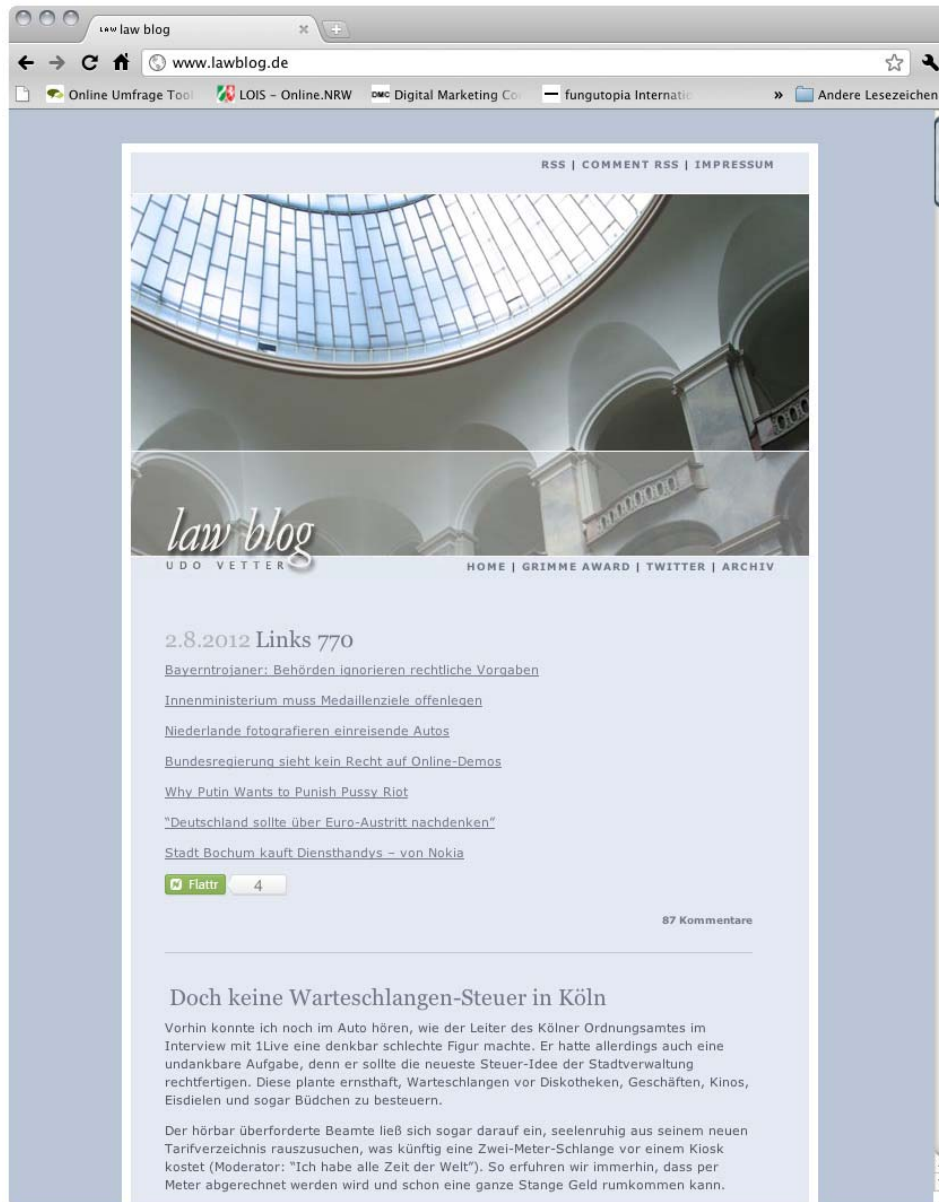 LAW law blog
www.lawblog.de
Online Umfrage Tool LOIS – Online.NRW DMC Digital Marketing Co fungutopia Internatio » Andere Lesezeichen
RSS | COMMENT RSS | IMPRESSUM
law blog
UDO VETTER
HOME | GRIMME AWARD | TWITTER | ARCHIV
2.8.2012 Links 770
Bayerntrojaner: Behörden ignorieren rechtliche Vorgaben
Innenministerium muss Medaillenziele offenlegen
Niederlande fotografieren einreisende Autos
Bundesregierung sieht kein Recht auf Online-Demos
Why Putin Wants to Punish Pussy Riot
“Deutschland sollte über Euro-Austritt nachdenken”
Stadt Bochum kauft Diensthandys – von Nokia
Flattr 4
87 Kommentare
Doch keine Warteschlangen-Steuer in Köln
Vorhin konnte ich noch im Auto hören, wie der Leiter des Kölner Ordnungsamtes im
Interview mit 1Live eine denkbar schlechte Figur machte. Er hatte allerdings auch eine
undankbare Aufgabe, denn er sollte die neueste Steuer-Idee der Stadtverwaltung
rechtfertigen. Diese plante ernsthaft, Warteschlangen vor Diskotheken, Geschäften, Kinos,
Eisdielen und sogar Büdchen zu besteuern.
Der hörbar überforderte Beamte ließ sich sogar darauf ein, seelenruhig aus seinem neuen
Tarifverzeichnis rauszusuchen, was künftig eine Zwei-Meter-Schlange vor einem Kiosk
kostet (Moderator: “Ich habe alle Zeit der Welt”). So erfuhren wir immerhin, dass per
Meter abgerechnet werden wird und schon eine ganze Stange Geld rumkommen kann.